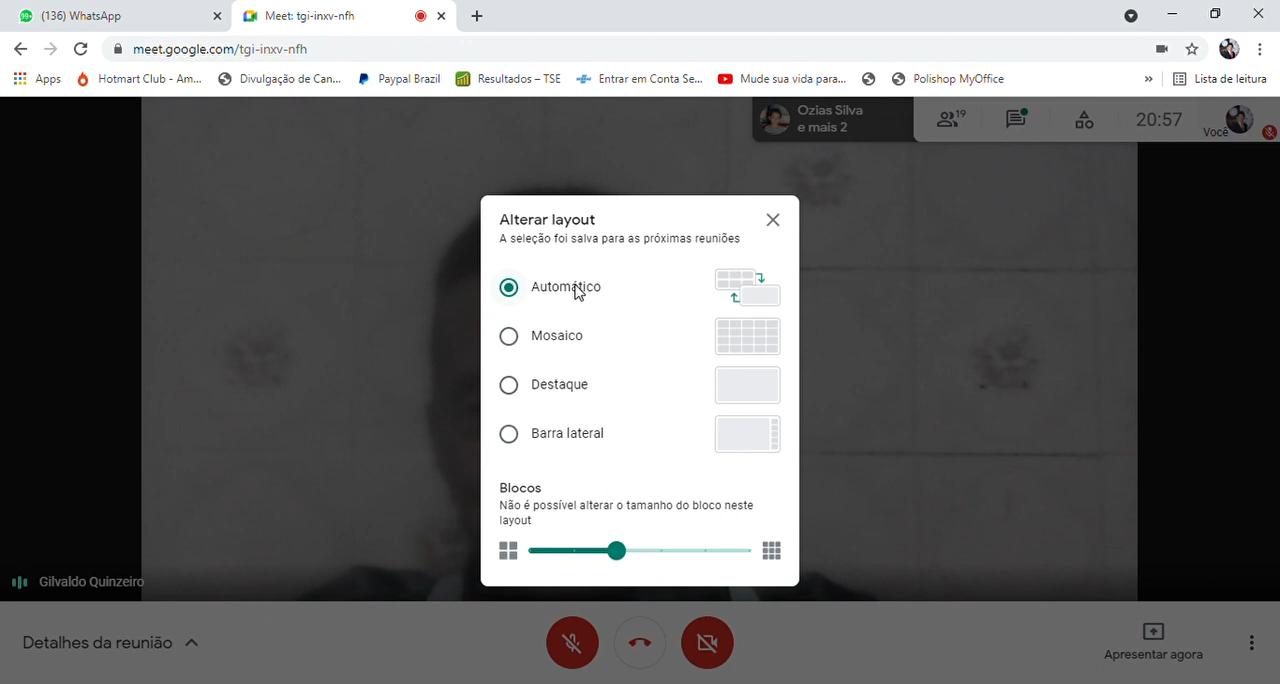 99+ (136) WhatsApp
Meet: tgi-inxv-nfh
meet.google.com/tgi-inxv-nfh
Apps Hotmart Club - Am... Divulgação de Can... Paypal Brazil Resultados – TSE Entrar em Conta Se... Mude sua vida para... Polishop MyOffice » Lista de leitura
Ozias Silva
e mais 2
19
20:57
Você
Alterar layout
A seleção foi salva para as próximas reuniões
Automático
Mosaico
Destaque
Barra lateral
Blocos
Não é possível alterar o tamanho do bloco neste
layout
Gilvaldo Quinzeiro
Detalhes da reunião
Apresentar agora